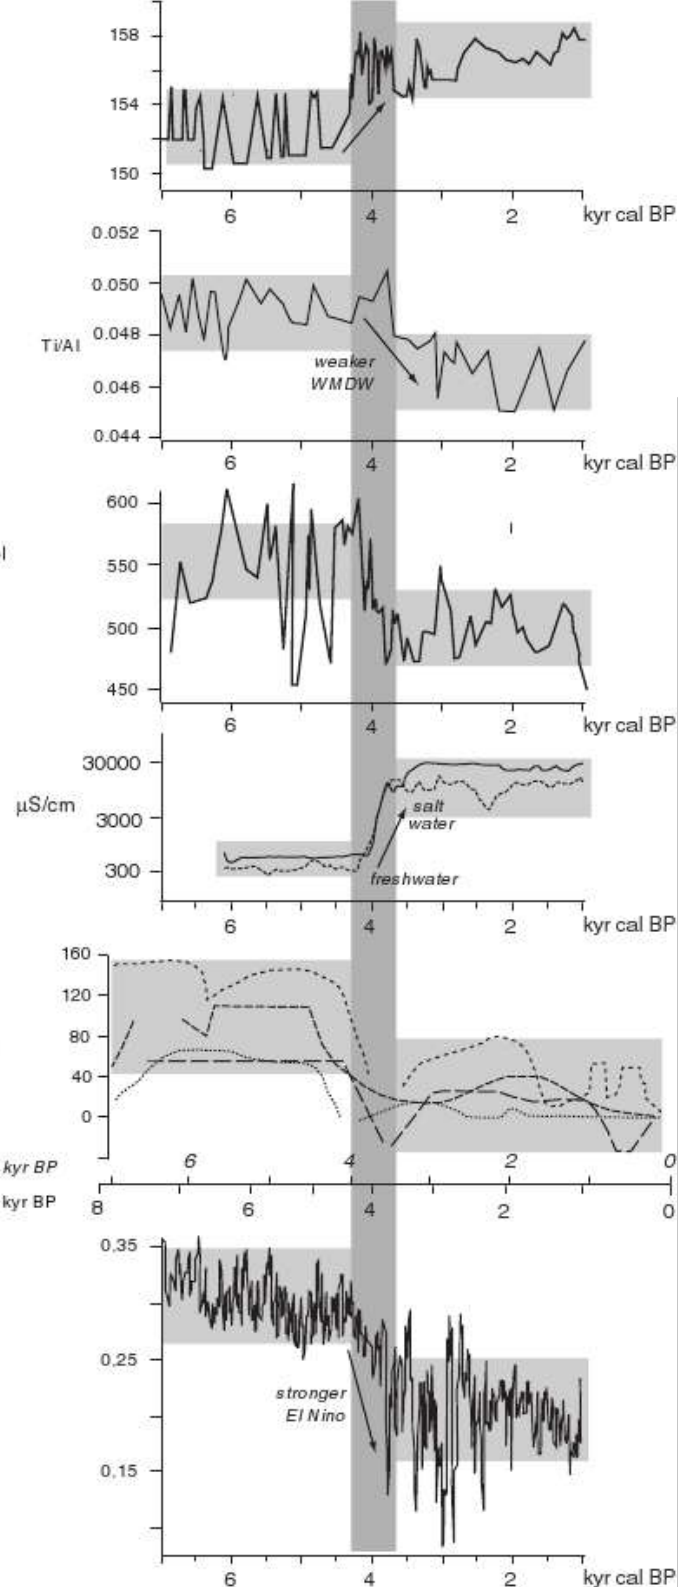 158
154
150
6 4 2 kyr cal BP
0.052
0.050
Ti/Al 0.048
weaker
WMDW
0.046
0.044
6 4 2 kyr cal BP
600
550
500
450
6 4 2 kyr cal BP
30000
µS/cm
3000
salt
water
300
freshwater
6 4 2 kyr cal BP
160
120
80
40
0
kyr BP 6 4 2 0
8
kyr BP 6 4 2 0
0,35
0,25
stronger
El Nino
0,15
6 4 2 kyr cal BP